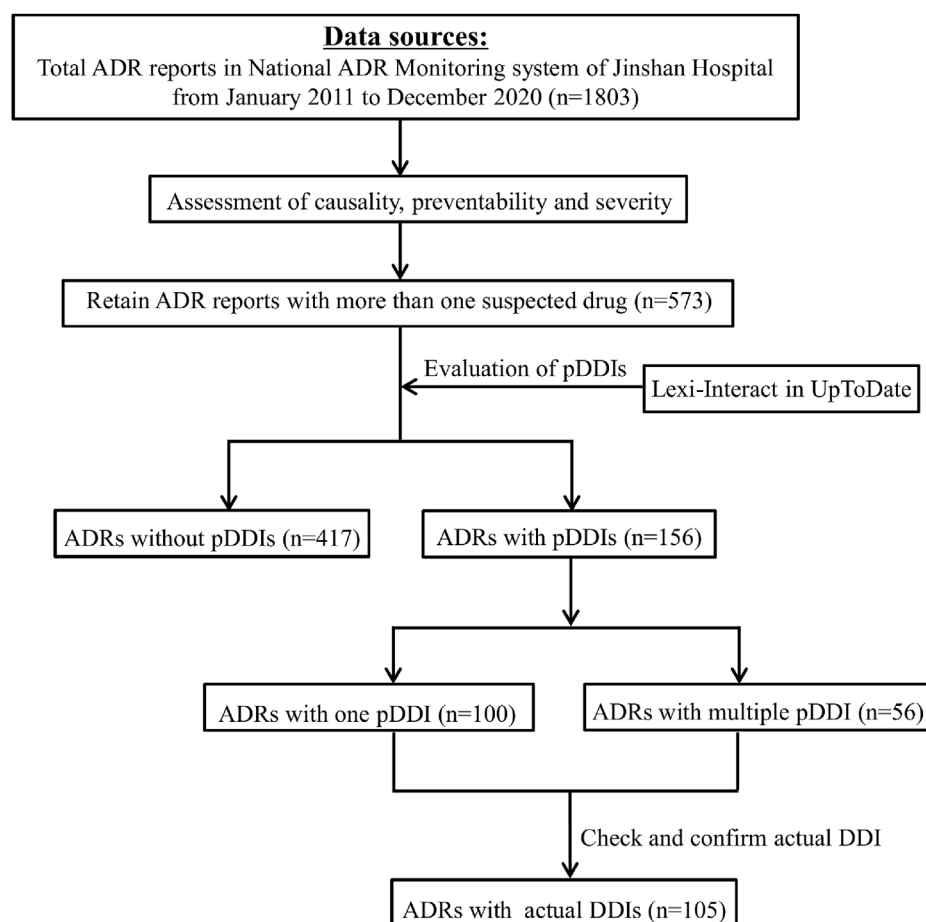 Data sources:
Total ADR reports in National ADR Monitoring system of Jinshan Hospital
from January 2011 to December 2020 (n=1803)
Assessment of causality, preventability and severity
Retain ADR reports with more than one suspected drug (n=573)
Evaluation of pDDIs
Lexi-Interact in UpToDate
ADRs without pDDIs (n=417)
ADRs with pDDIs (n=156)
ADRs with one pDDI (n=100)
ADRs with multiple pDDI (n=56)
Check and confirm actual DDI
ADRs with actual DDIs (n=105)